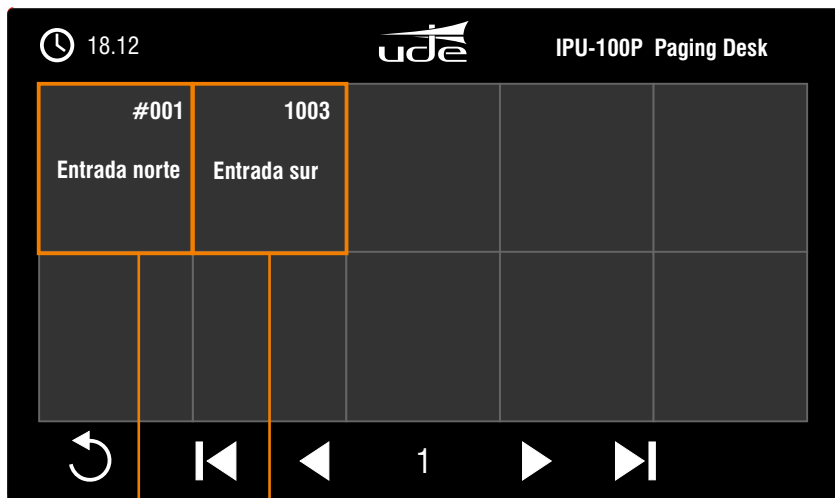 18.12
ude
IPU-100P Paging Desk
#001
1003
Entrada norte
Entrada sur
1